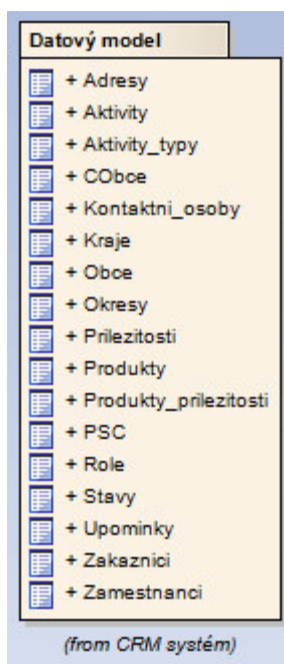 Datový model
+ Adresy
+ Aktivity
+ Aktivity_typy
+ CObce
+ Kontaktni_osoby
+ Kraje
+ Obce
+ Okresy
+ Prilezitosti
+ Produkty
+ Produkty_prilezitosti
+ PSC
+ Role
+ Stavy
+ Upominky
+ Zakaznici
+ Zamestnanci
(from CRM systém)